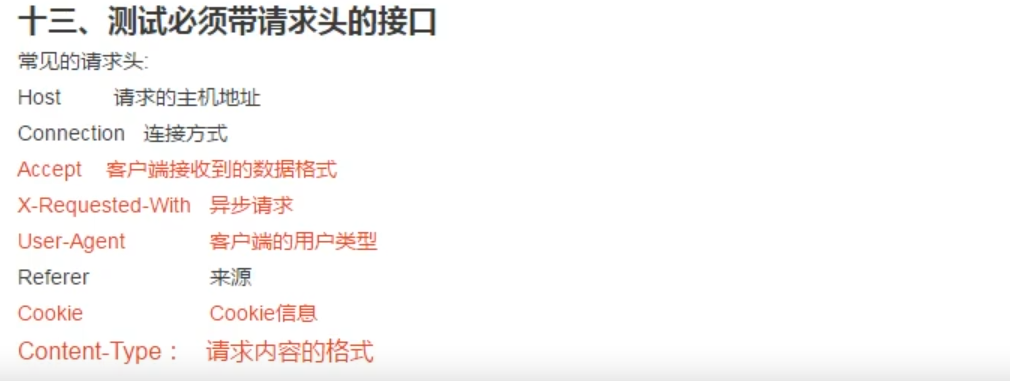 十三、测试必须带请求头的接口
常见的请求头:
Host 请求的主机地址
Connection 连接方式
Accept 客户端接收到的数据格式
X-Requested-With 异步请求
User-Agent 客户端的用户类型
Referer 来源
Cookie Cookie信息
Content-Type： 请求内容的格式